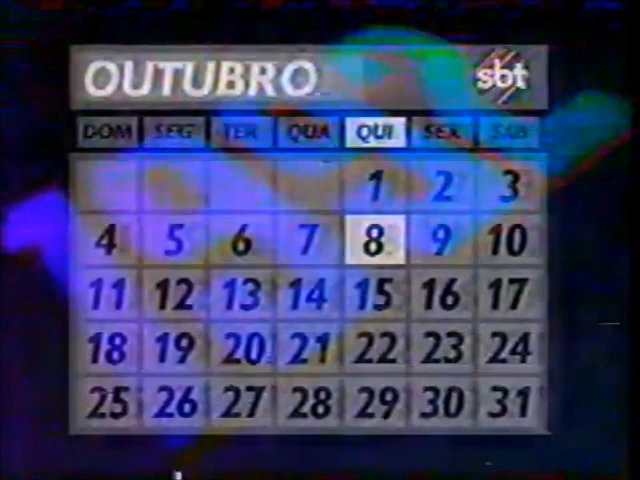 OUTUBRO sbt
DOM SEG TER QUA QUI SEX SAB
1 2 3
4 5 6 7 8 9 10
11 12 13 14 15 16 17
18 19 20 21 22 23 24
25 26 27 28 29 30 31